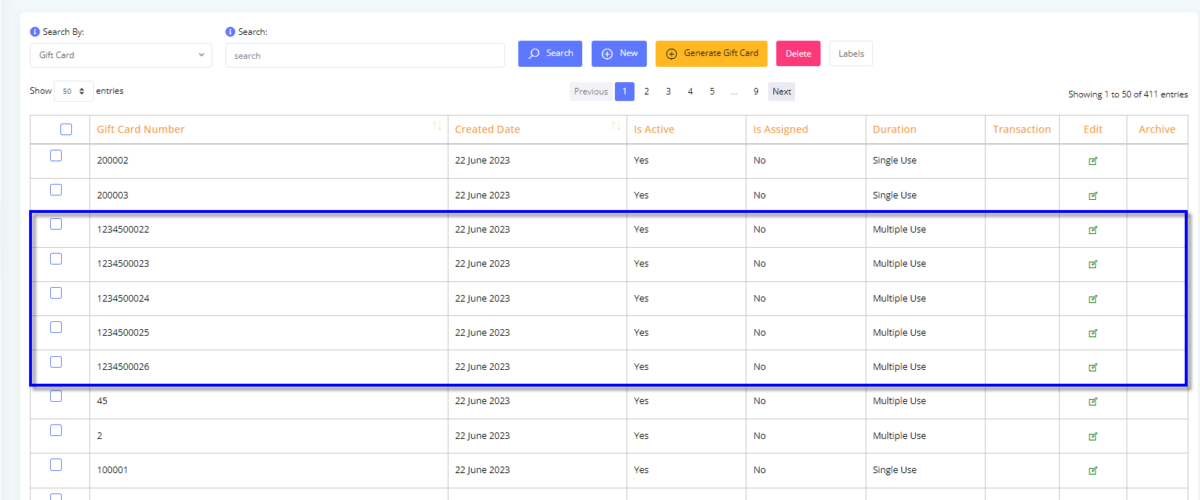 Search By:
Search:
Gift Card
search
Search
New
Generate Gift Card
Delete
Labels
Show 50 entries
Previous 1 2 3 4 5 ... 9 Next
Showing 1 to 50 of 411 entries
Gift Card Number Created Date Is Active Is Assigned Duration Transaction Edit Archive
200002 22 June 2023 Yes No Single Use
200003 22 June 2023 Yes No Single Use
1234500022 22 June 2023 Yes No Multiple Use
1234500023 22 June 2023 Yes No Multiple Use
1234500024 22 June 2023 Yes No Multiple Use
1234500025 22 June 2023 Yes No Multiple Use
1234500026 22 June 2023 Yes No Multiple Use
45 22 June 2023 Yes No Multiple Use
2 22 June 2023 Yes No Multiple Use
100001 22 June 2023 Yes No Single Use